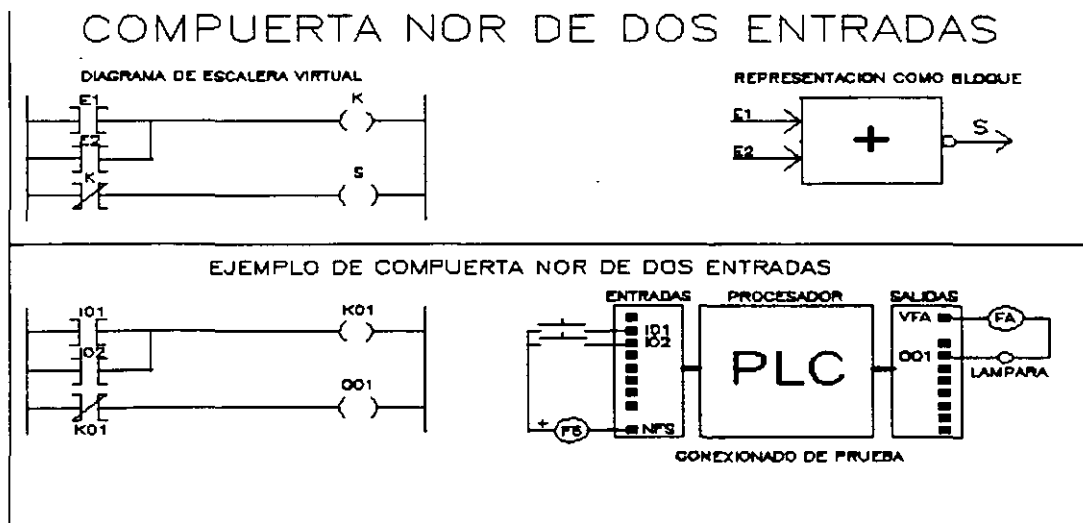 COMPUERTA NOR DE DOS ENTRADAS
DIAGRAMA DE ESCALERA VIRTUAL
REPRESENTACION COMO BLOQUE
E1
K
E2
K
S
E1
E2
+
S
EJEMPLO DE COMPUERTA NOR DE DOS ENTRADAS
I01
K01
I02
O01
K01
ENTRADAS
PROCESADOR
SALIDAS
I01
I02
PLC
VFA
FA
O01
LAMPARA
+
FS
NFS
CONEXIONADO DE PRUEBA